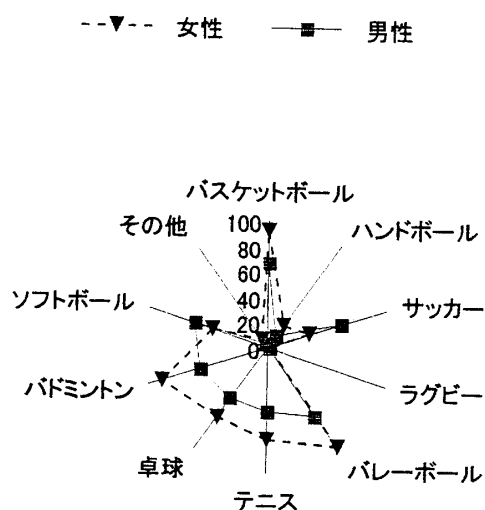 女性 男性
バスケットボール
その他
ハンドボール
100
80
60
40
20
0
ソフトボール
サッカー
バドミントン
ラグビー
卓球
バレーボール
テニス